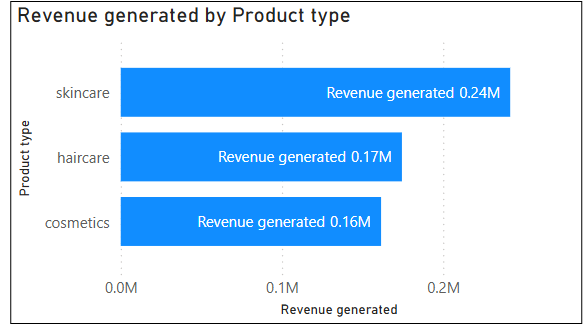 Revenue generated by Product type
Product type
skincare
Revenue generated 0.24M
haircare
Revenue generated 0.17M
cosmetics
Revenue generated 0.16M
0.0M 0.1M 0.2M
Revenue generated